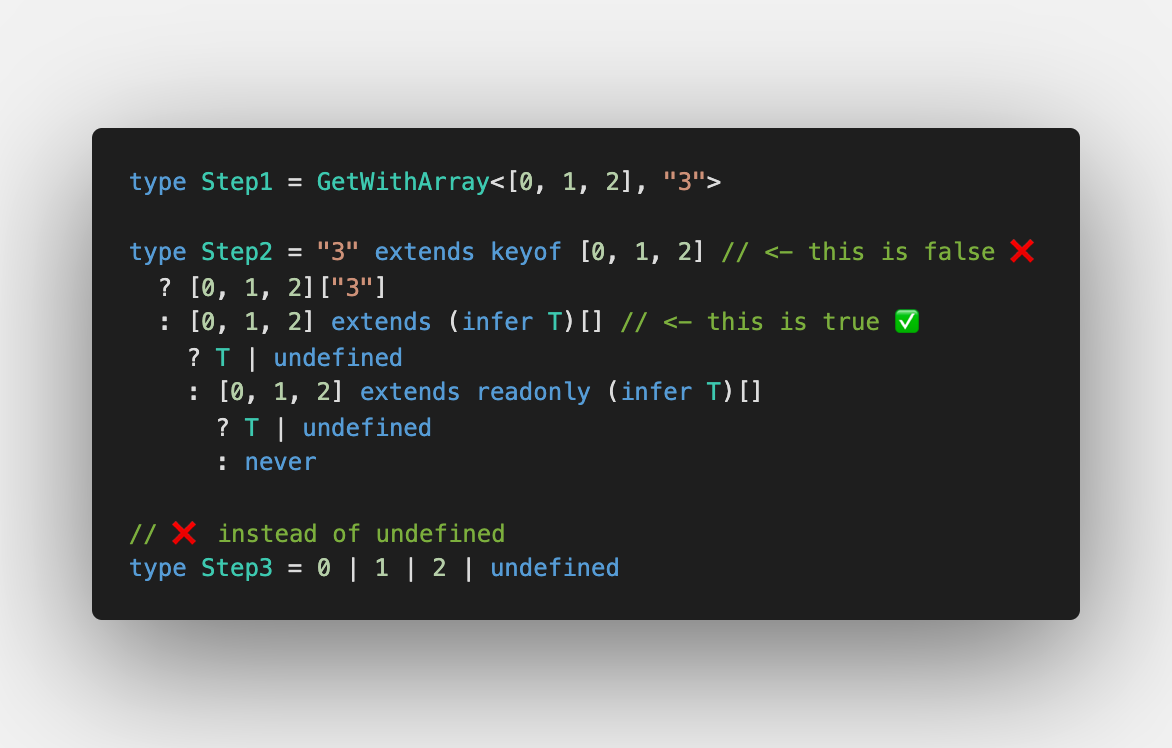 type Step1 = GetWithArray<[0, 1, 2], "3">

type Step2 = "3" extends keyof [0, 1, 2] // <- this is false ❌
  ? [0, 1, 2]["3"]
  : [0, 1, 2] extends (infer T)[] // <- this is true ✅
    ? T | undefined
    : [0, 1, 2] extends readonly (infer T)[]
      ? T | undefined
      : never

// ❌ instead of undefined
type Step3 = 0 | 1 | 2 | undefined